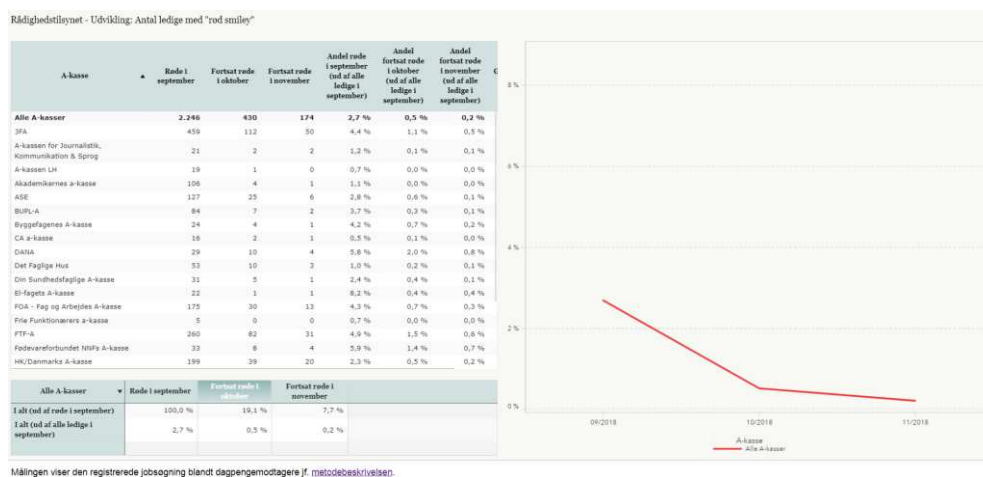 Rådighedstilsynet - Udvikling: Antal ledige med "rød smiley"
A-kasse ▲ Røde i september Fortsat røde i oktober Fortsat røde i november Andel røde i september (ud af alle ledige i september) Andel fortsat røde i oktober (ud af alle ledige i september) Andel fortsat røde i november (ud af alle ledige i september)
Alle A-kasser 2.246 430 174 2,7 % 0,5 % 0,2 %
3FA 459 112 50 4,4 % 1,1 % 0,5 %
A-kassen for Journalistik,
Kommunikation & Sprog 21 2 2 1,2 % 0,1 % 0,1 %
A-kassen LH 19 1 0 0,7 % 0,0 % 0,0 %
Akademikernes a-kasse 106 4 1 1,1 % 0,0 % 0,0 %
ASE 127 25 6 2,8 % 0,6 % 0,1 %
BUPL-A 84 7 2 3,7 % 0,3 % 0,1 %
Byggefagenes A-kasse 24 4 1 4,2 % 0,7 % 0,2 %
CA a-kasse 16 2 1 0,5 % 0,1 % 0,0 %
DANA 29 10 4 5,8 % 2,0 % 0,8 %
Det Faglige Hus 53 10 3 1,0 % 0,2 % 0,1 %
Din Sundhedsfaglige A-kasse 31 5 1 2,4 % 0,4 % 0,1 %
El-fagets A-kasse 22 1 1 8,2 % 0,4 % 0,4 %
FOA - Fag og Arbejdes A-kasse 175 30 13 4,3 % 0,7 % 0,3 %
Frie Funktionærers a-kasse 5 0 0 0,7 % 0,0 % 0,0 %
FTF-A 260 82 31 4,9 % 1,5 % 0,6 %
Fødevareforbundet NNFs A-kasse 33 8 4 5,9 % 1,4 % 0,7 %
HK/Danmarks A-kasse 199 39 20 2,3 % 0,5 % 0,2 %
Alle A-kasser ▼ Røde i september Fortsat røde i oktober Fortsat røde i november
I alt (ud af røde i september) 100,0 % 19,1 % 7,7 %
I alt (ud af alle ledige i
september) 2,7 % 0,5 % 0,2 %
8 %
6 %
4 %
2 %
0 %
09/2018 10/2018 11/2018
A-kasse
Alle A-kasser
Målingen viser den registrerede jobsøgning blandt dagpengemodtagere jf. metodebeskrivelsen.